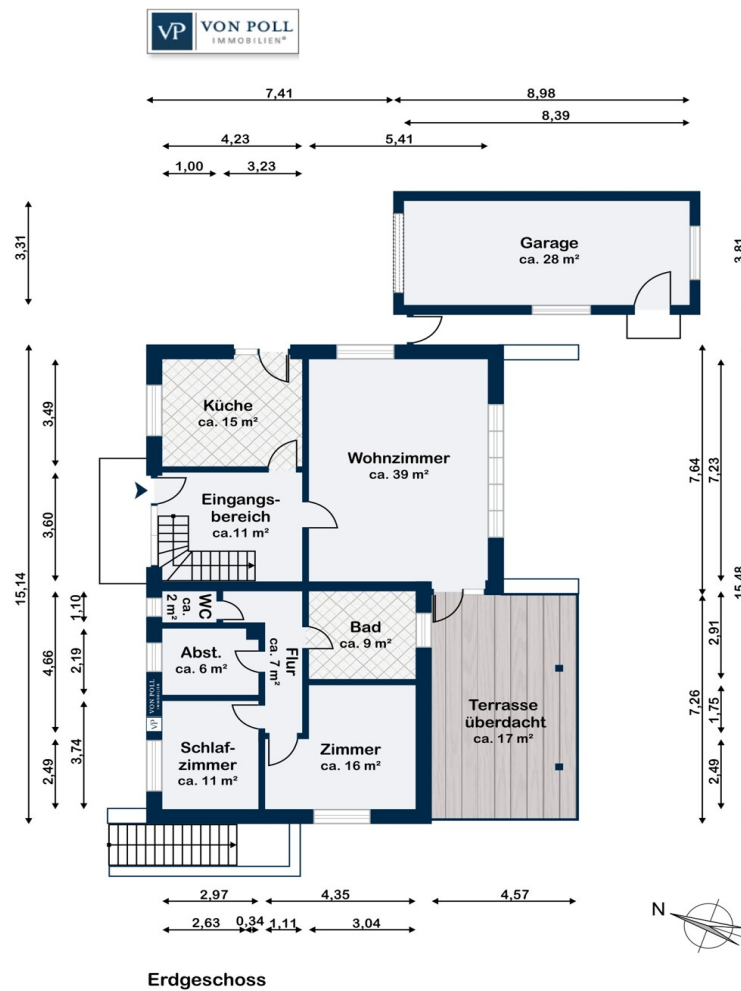 VP VON POLL
IMMOBILIEN®
7,41 8,98
8,39
4,23 5,41
1,00 3,23
3,31
3,81
Garage
ca. 28 m²
Küche
ca. 15 m²
3,49
Wohnzimmer
ca. 39 m²
7,64
7,23
Eingangs-
bereich
ca.11 m²
3,60
15,14
15,48
WC
ca.
2 m²
1,10
Bad
ca. 9 m²
Abst.
ca. 6 m²
Flur
ca. 7 m²
4,66
2,19
2,91
VP VON POLL
IMMOBILIEN
Terrasse
überdacht
ca. 17 m²
7,26
1,75
Schlaf-
zimmer
ca. 11 m²
Zimmer
ca. 16 m²
2,49
3,74
2,49
2,97 4,35 4,57
2,63 0,34 1,11 3,04
N
Erdgeschoss